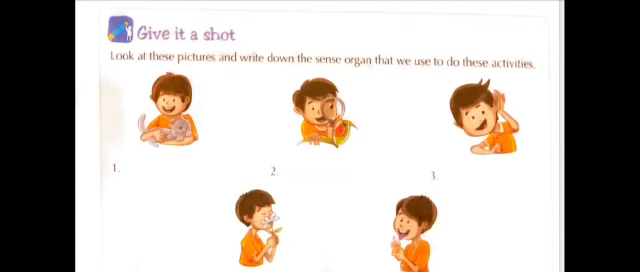 Give it a shot
Look at these pictures and write down the sense organ that we use to do these activities.
1.
2.
3.